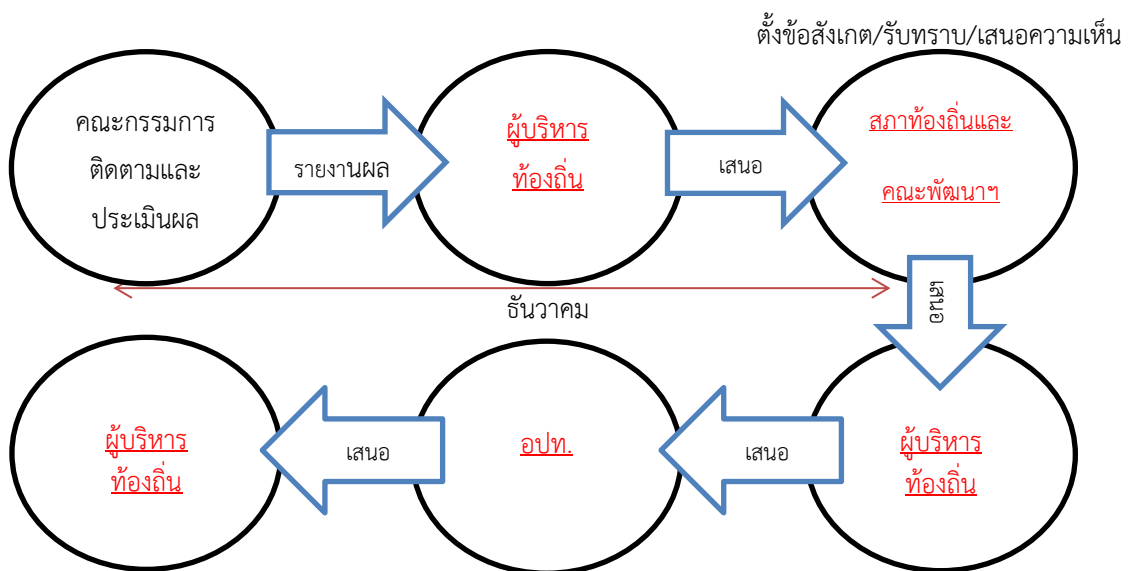 ตั้งข้อสังเกต/รับทราบ/เสนอความเห็น
คณะกรรมการ
ติดตามและ
ประเมินผล
รายงานผล
ผู้บริหาร
ท้องถิ่น
เสนอ
สภาท้องถิ่นและ
คณะพัฒนาฯ
ธันวาคม
เสนอ
ผู้บริหาร
ท้องถิ่น
เสนอ
อปท.
เสนอ
ผู้บริหาร
ท้องถิ่น